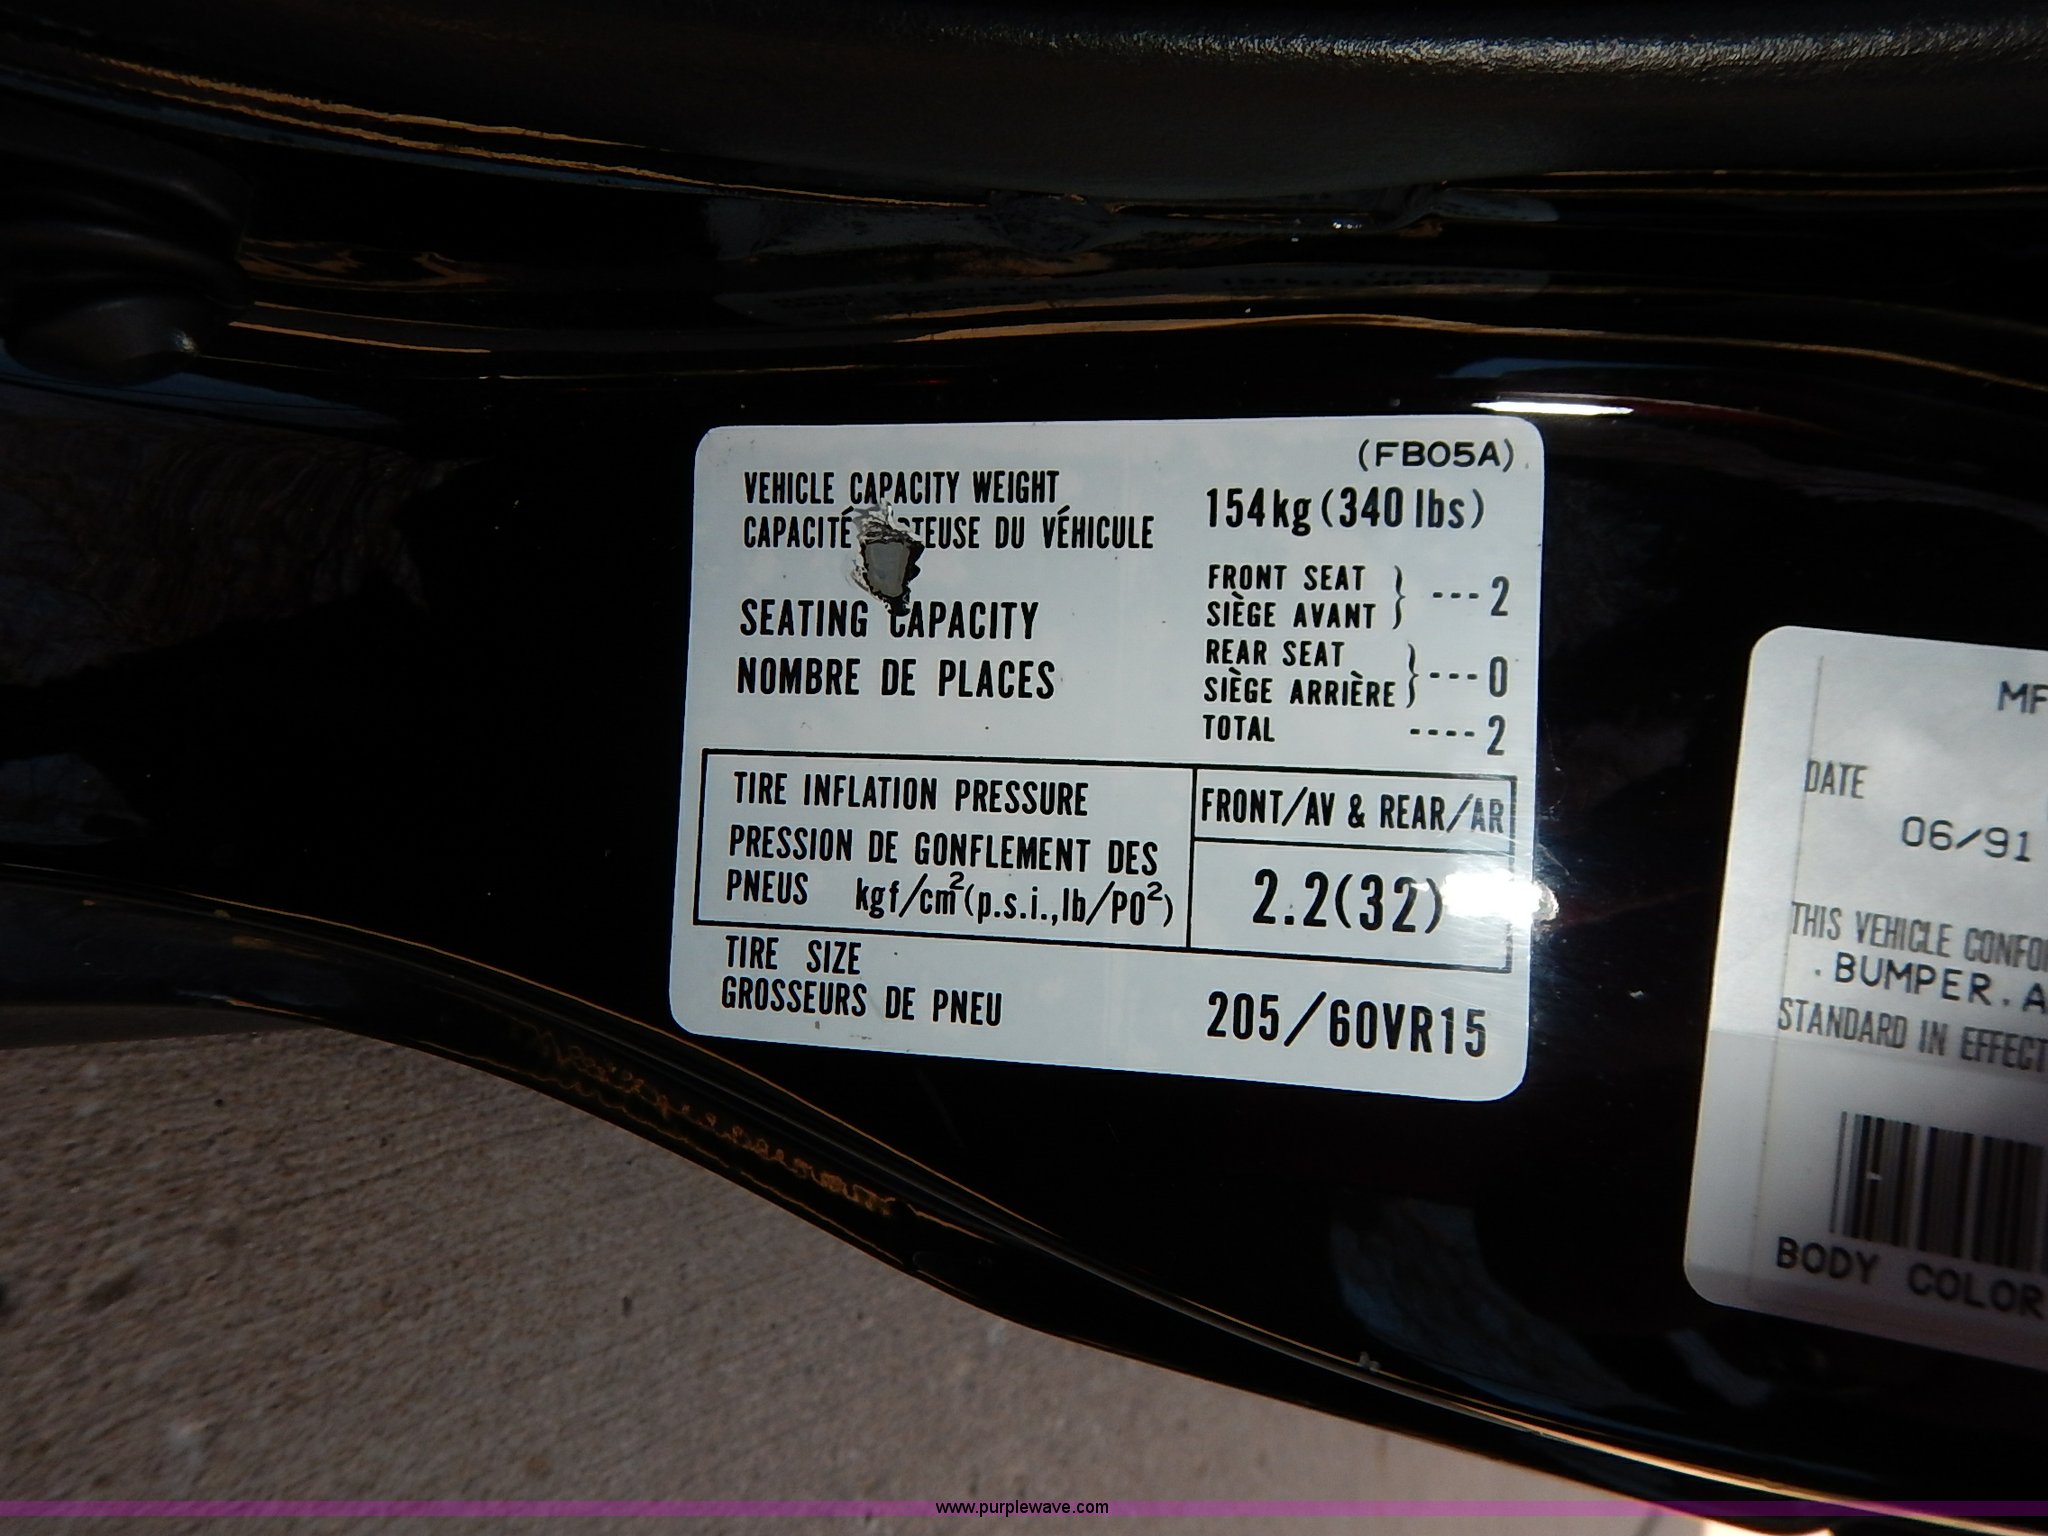 (FB05A)
VEHICLE CAPACITY WEIGHT
CAPACITÉ DU VÉHICULE
154kg (340 lbs)
SEATING CAPACITY
NOMBRE DE PLACES
FRONT SEAT
SIÈGE AVANT } ---2
REAR SEAT
SIÈGE ARRIÈRE } ---0
TOTAL ----2
TIRE INFLATION PRESSURE
PRESSION DE GONFLEMENT DES
PNEUS kgf/cm²(p.s.i.,lb/PO²)
FRONT/AV & REAR/AR
2.2(32)
TIRE SIZE
GROSSEURS DE PNEU
205/60VR15
DATE
06/91
THIS VEHICLE
BUMPER.
STANDARD IN EFFECT
BODY COLOR
www.purplewave.com